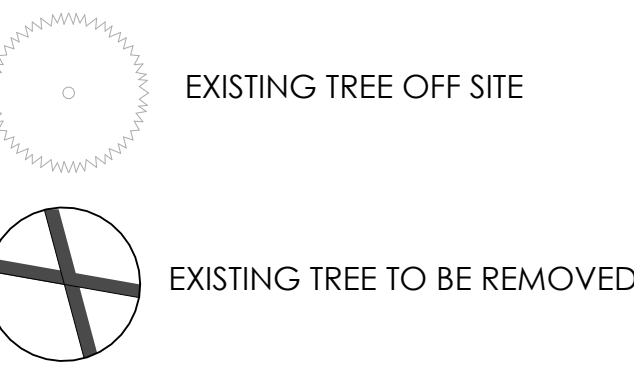 EXISTING TREE OFF SITE
EXISTING TREE TO BE REMOVED